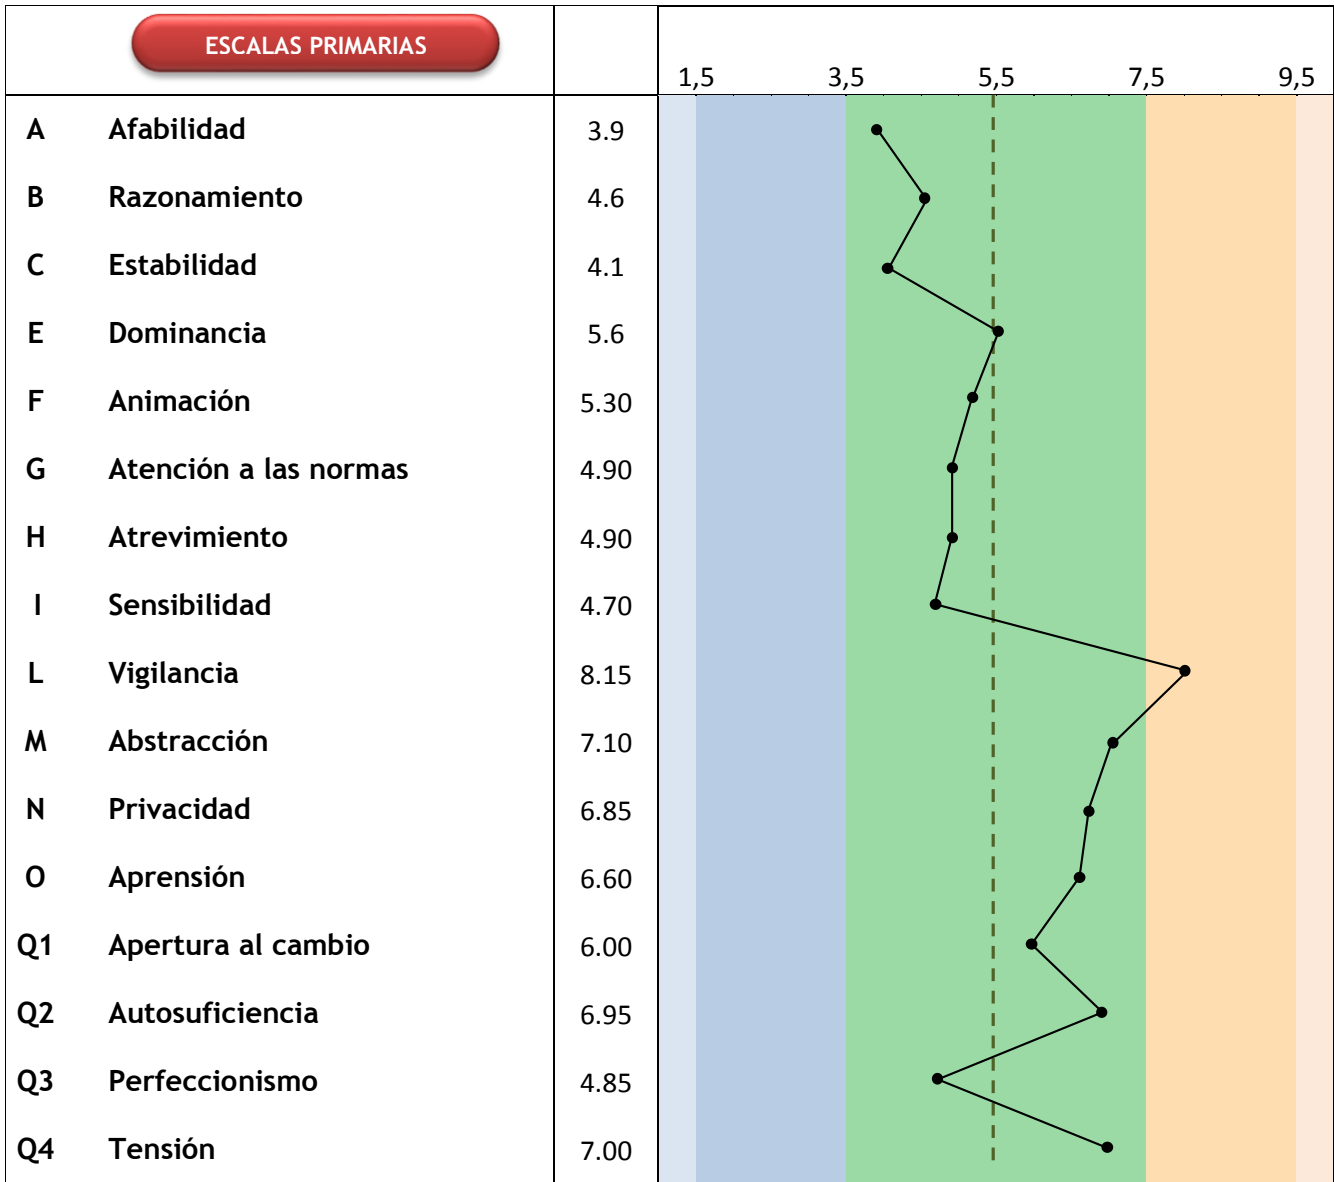 ESCALAS PRIMARIAS
1,5 3,5 5,5 7,5 9,5
A Afabilidad 3.9
B Razonamiento 4.6
C Estabilidad 4.1
E Dominancia 5.6
F Animación 5.30
G Atención a las normas 4.90
H Atrevimiento 4.90
I Sensibilidad 4.70
L Vigilancia 8.15
M Abstracción 7.10
N Privacidad 6.85
O Aprensión 6.60
Q1 Apertura al cambio 6.00
Q2 Autosuficiencia 6.95
Q3 Perfeccionismo 4.85
Q4 Tensión 7.00